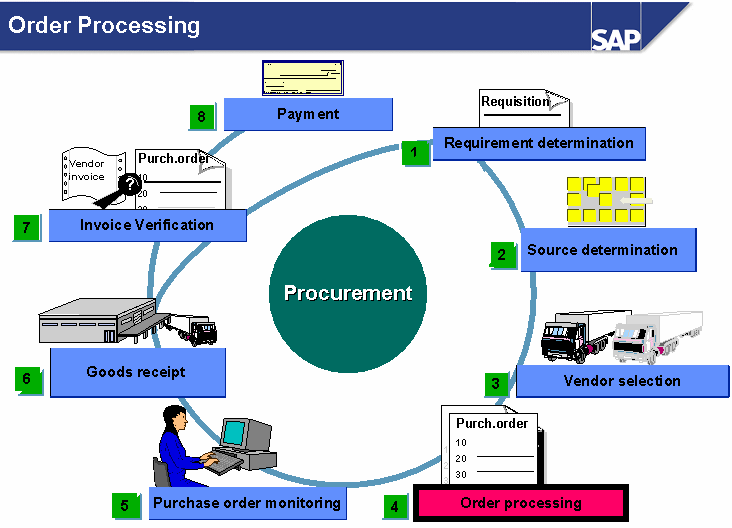 Order Processing
SAP
8
Payment
Requisition
1
Requirement determination
Vendor
invoice
?
Purch.order
10
20
30
7
Invoice Verification
2
Source determination
Procurement
6
Goods receipt
3
Vendor selection
Purch.order
10
20
30
5
Purchase order monitoring
4
Order processing